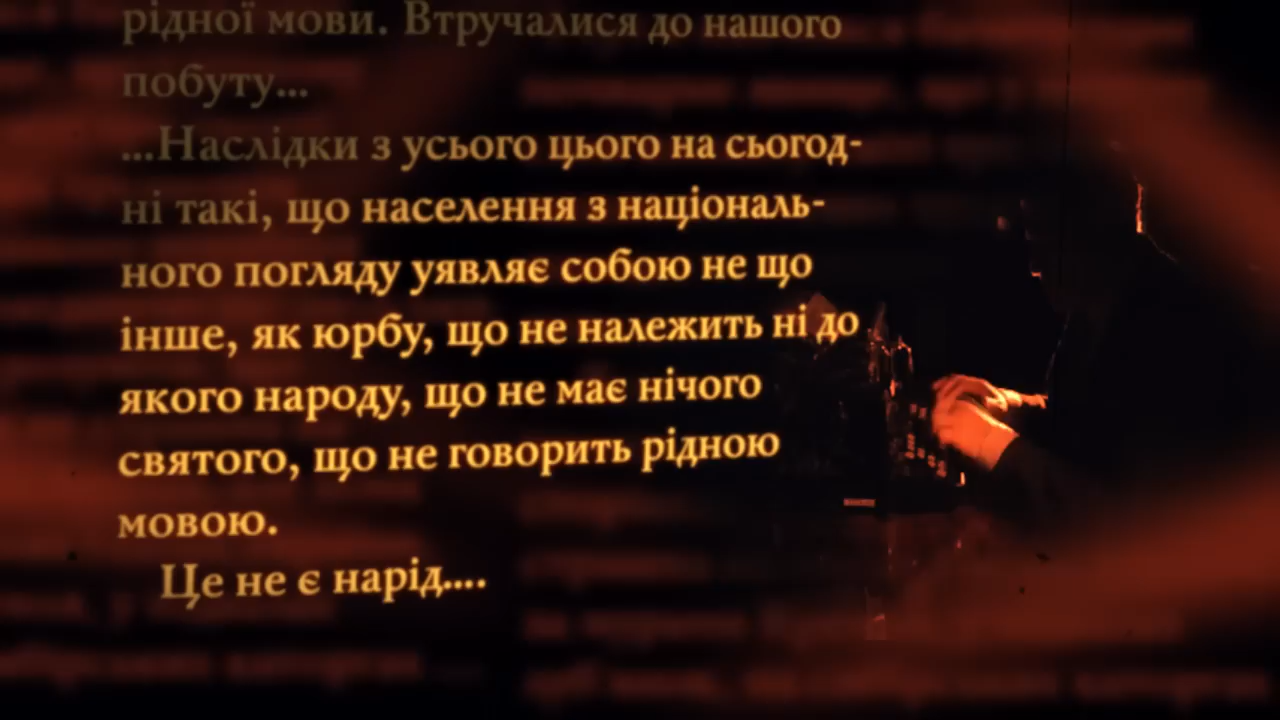 рідної мови. Втручалися до нашого
побуту...
...Наслідки з усього цього на сьогод-
ні такі, що населення з національ-
ного погляду уявляє собою не що
інше, як юрбу, що не належить ні до
якого народу, що не має нічого
святого, що не говорить рідною
мовою.
Це не є нарід....